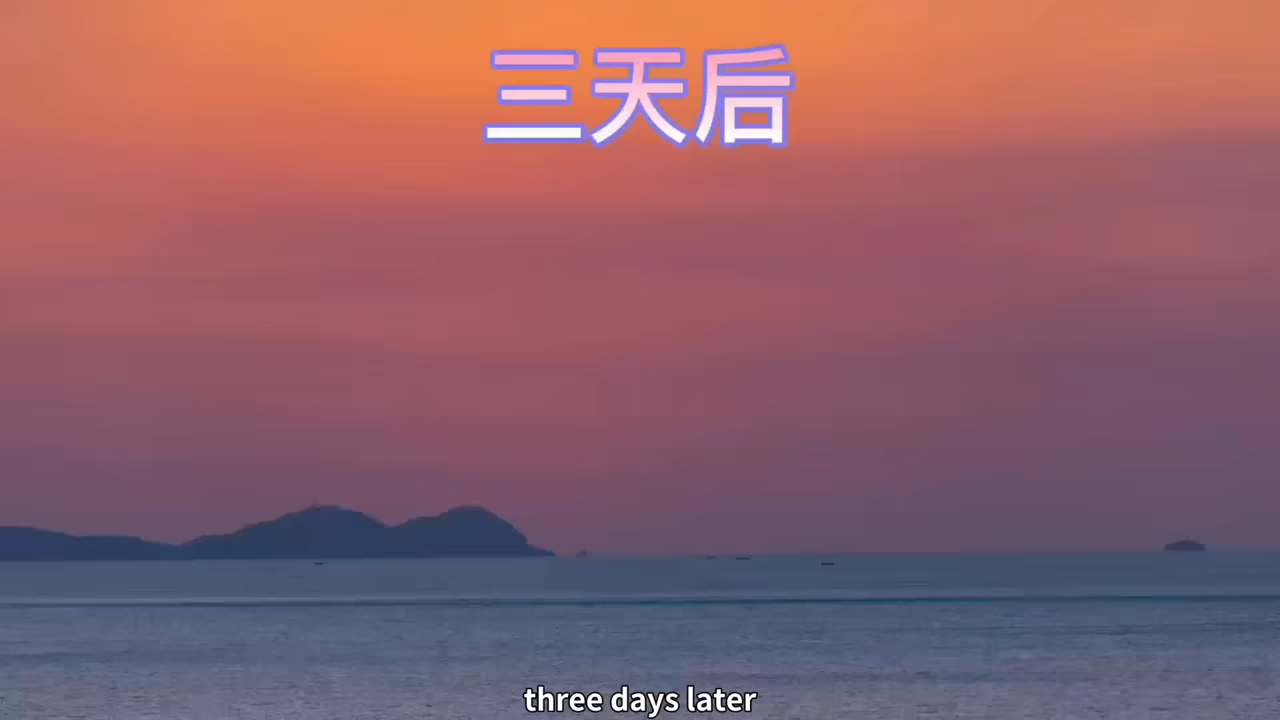 三天后
three days later